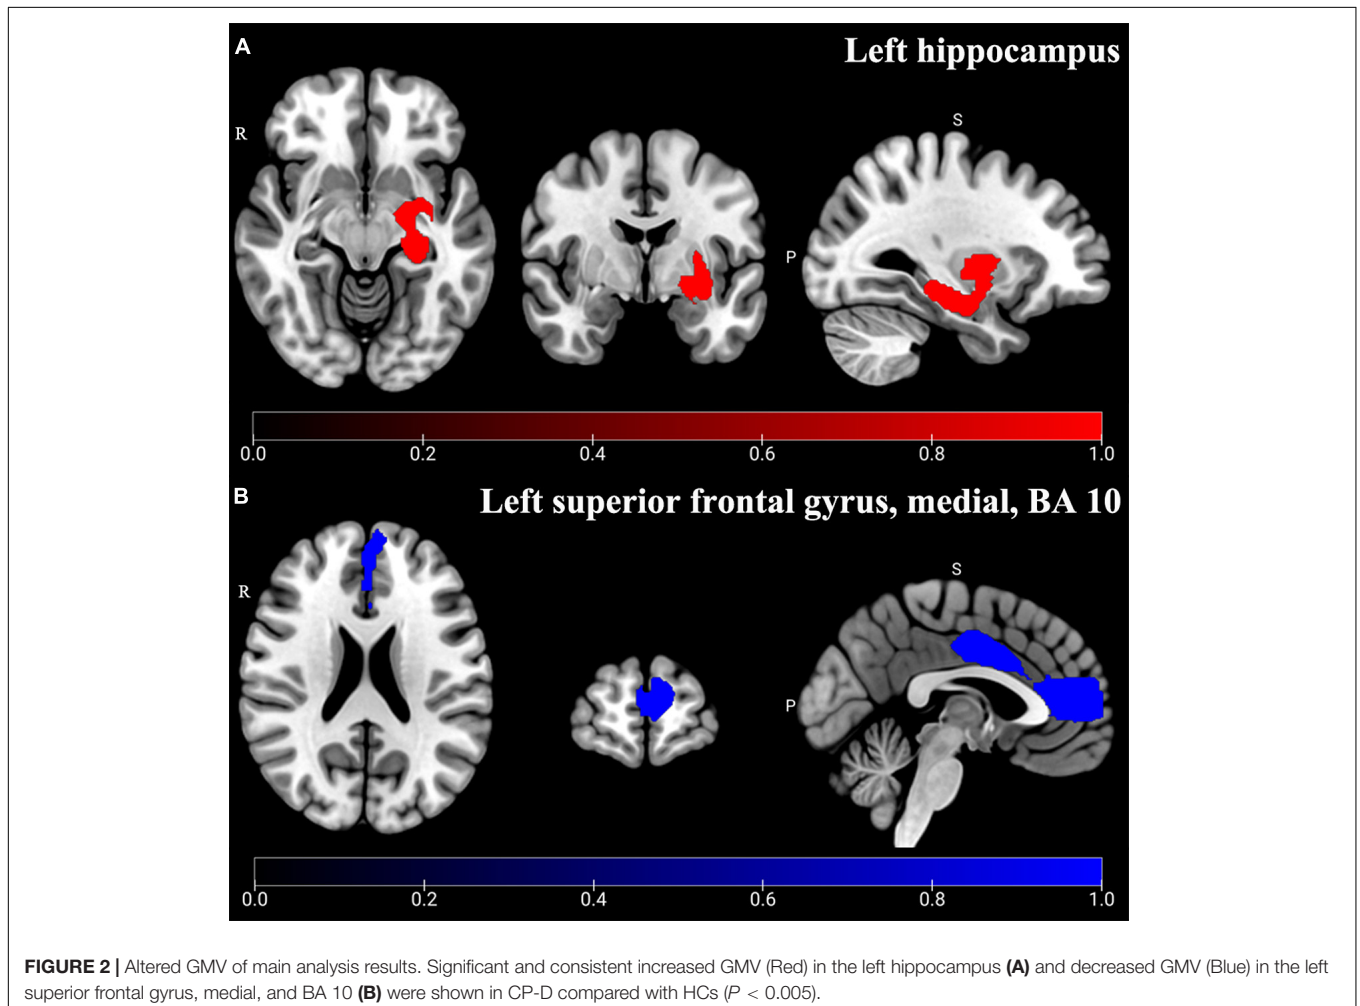 A
Left hippocampus
R
S
P
0.0 0.2 0.4 0.6 0.8 1.0
B
Left superior frontal gyrus, medial, BA 10
R
S
P
0.0 0.2 0.4 0.6 0.8 1.0
FIGURE 2 | Altered GMV of main analysis results. Significant and consistent increased GMV (Red) in the left hippocampus (A) and decreased GMV (Blue) in the left
superior frontal gyrus, medial, and BA 10 (B) were shown in CP-D compared with HCs (P < 0.005).